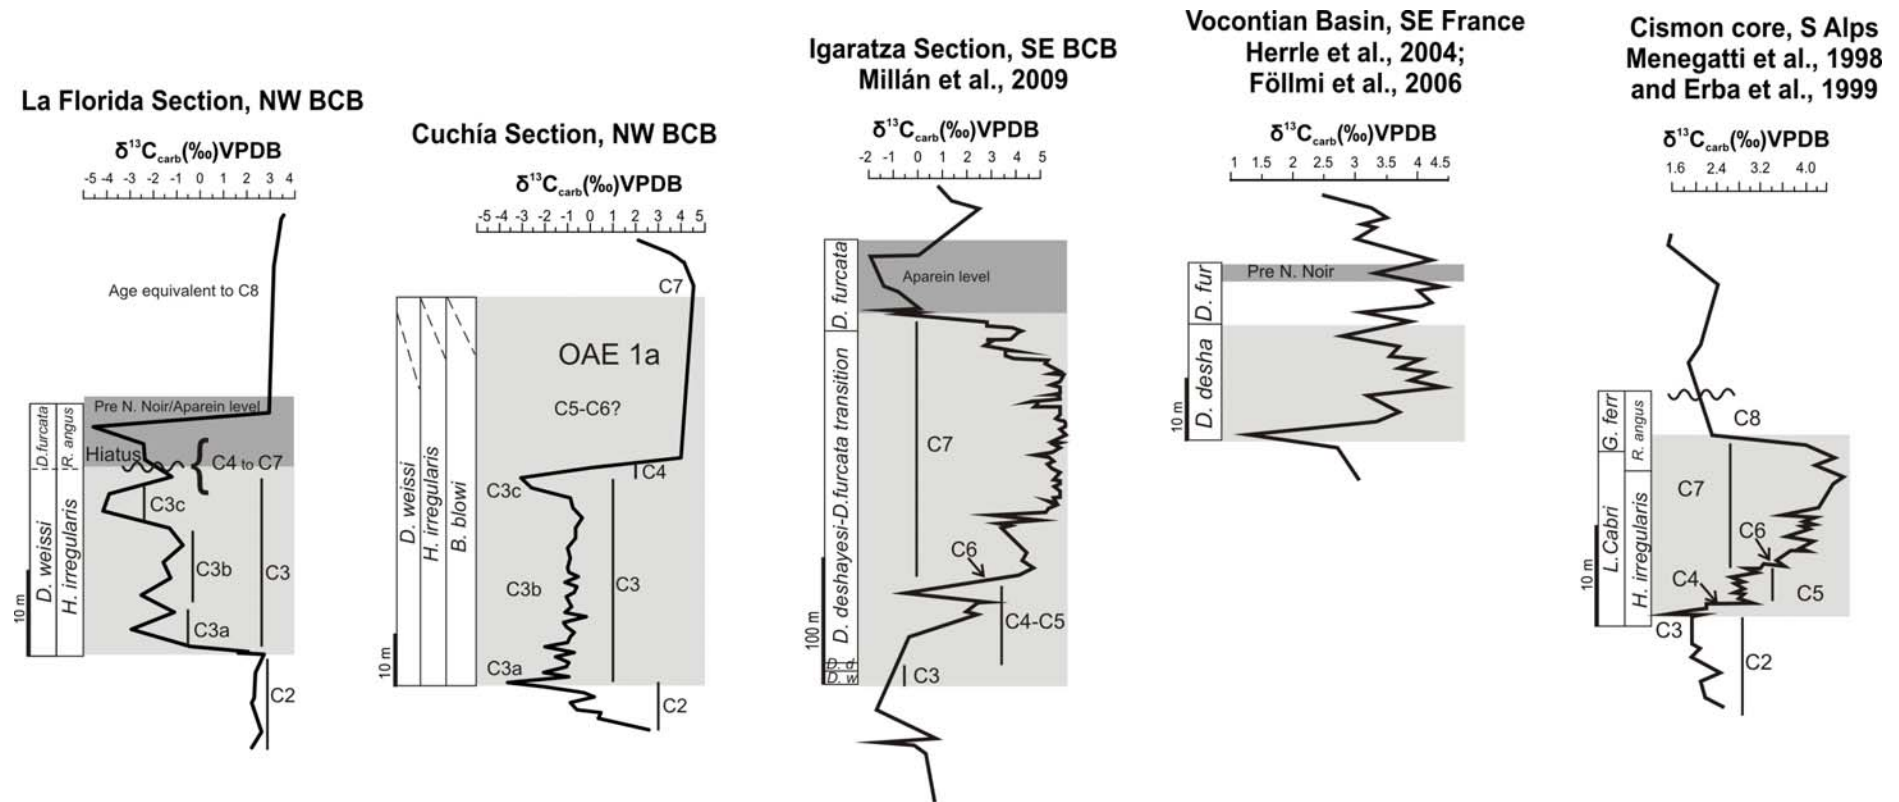 La Florida Section, NW BCB
δ13Ccarb(‰)VPDB
-5 -4 -3 -2 -1 0 1 2 3 4
Age equivalent to C8
Pre N. Noir/Aparein level
D.furcata
R. angus
Hiatus
C4 to C7
C3c
D. weissi
H. irregularis
C3b
C3
10 m
C3a
C2
Cuchía Section, NW BCB
δ13Ccarb(‰)VPDB
-5 -4 -3 -2 -1 0 1 2 3 4 5
C7
OAE 1a
C5-C6?
C4
C3c
D. weissi
H. irregularis
B. blowi
C3b
C3
10 m
C3a
C2
Igaratza Section, SE BCB
Millán et al., 2009
δ13Ccarb(‰)VPDB
-2 -1 0 1 2 3 4 5
D. furcata
Aparein level
D. deshayesi-D.furcata transition
C7
C6
100 m
C4-C5
D. d
D. w
C3
Vocontian Basin, SE France
Herrle et al., 2004;
Föllmi et al., 2006
δ13Ccarb(‰)VPDB
1 1.5 2 2.5 3 3.5 4 4.5
D. fur
Pre N. Noir
D. desha
10 m
Cismon core, S Alps
Menegatti et al., 1998
and Erba et al., 1999
δ13Ccarb(‰)VPDB
1.6 2.4 3.2 4.0
G. ferr
R. angus
C8
L.Cabri
H. irregularis
C7
C6
C4
C5
10 m
C3
C2